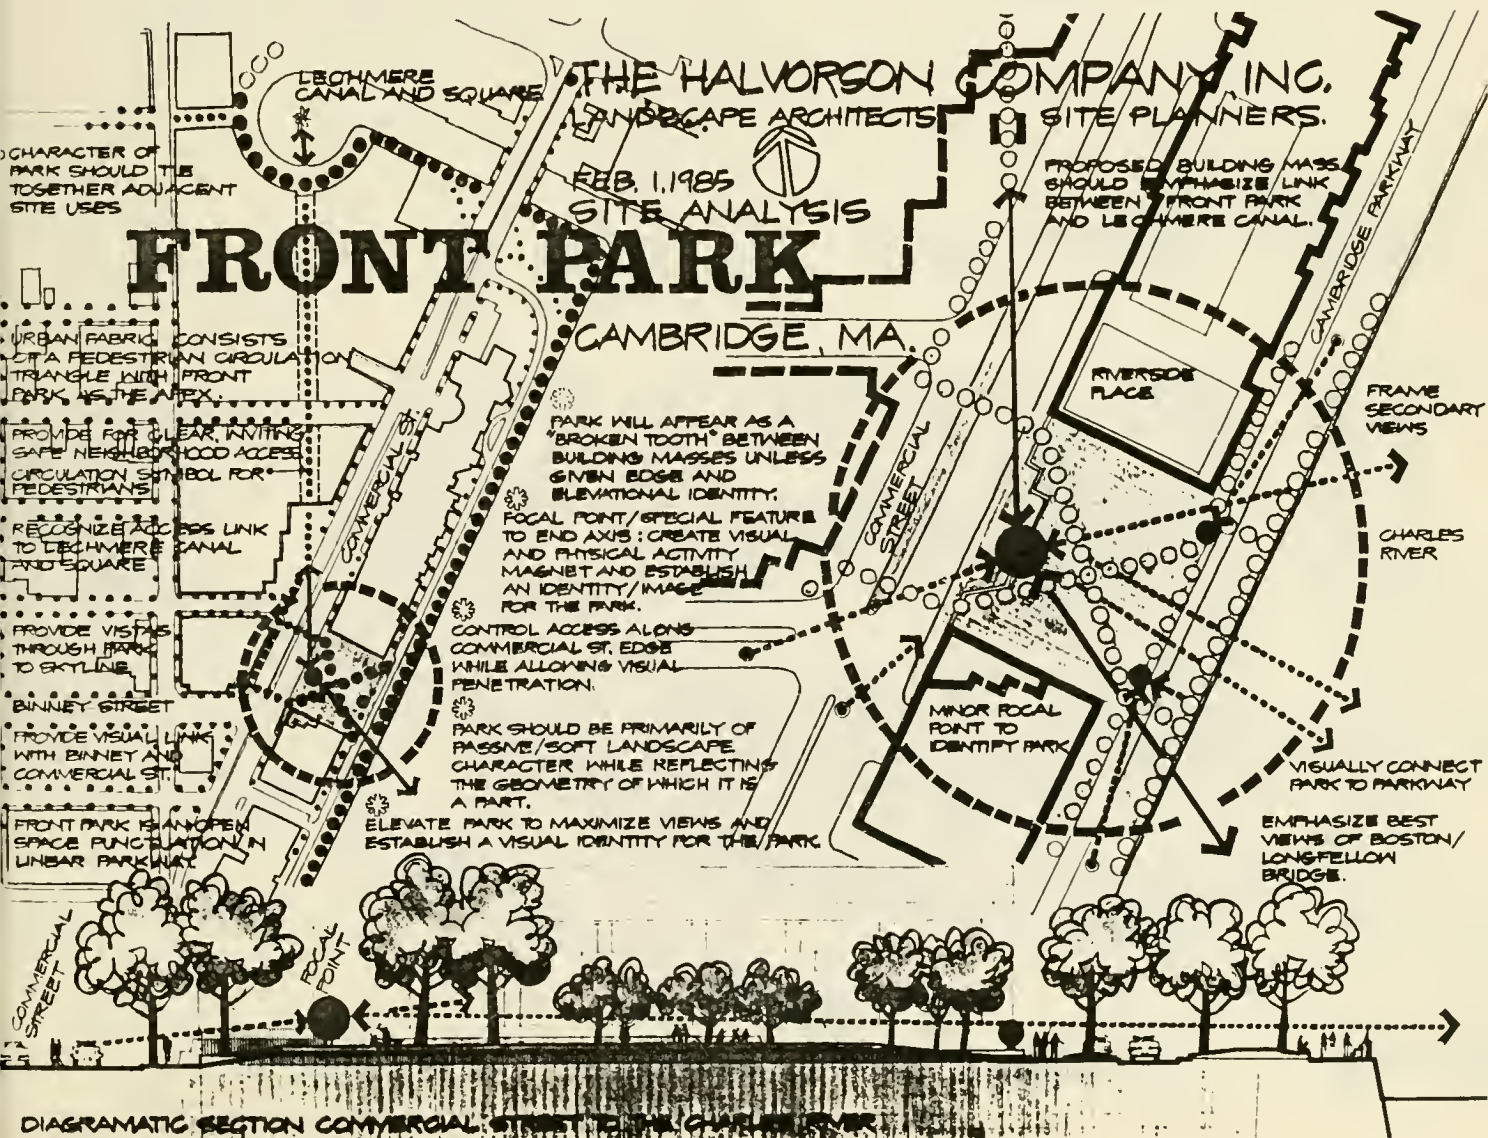 LECHMERE
CANAL AND SQUARE
THE HALVORSON COMPANY, INC.
LANDSCAPE ARCHITECTS
SITE PLANNERS.
FEB. 1, 1985
SITE ANALYSIS
FRONT PARK
CAMBRIDGE, MA.
CHARACTER OF
PARK SHOULD TIE
TOGETHER ADJACENT
SITE USES
URBAN FABRIC CONSISTS
OF A PEDESTRIAN CIRCULATION
TRIANGLE WITH FRONT
PARK AS THE APEX.
PROVIDE FOR CLEAR, INVITING
SAFE NEIGHBORHOOD ACCESS
CIRCULATION SYMBOL FOR
PEDESTRIANS
RECOGNIZE ACCESS LINK
TO LECHMERE CANAL
AND SQUARE
PROVIDE VISTAS
THROUGH PARK
TO SKYLINE
BINNEY STREET
PROVIDE VISUAL LINK
WITH BINNEY AND
COMMERCIAL ST.
FRONT PARK IS AN OPEN
SPACE PUNCTUATION IN
LINEAR PARKWAY
COMMERCIAL ST.
PARK WILL APPEAR AS A
"BROKEN TOOTH" BETWEEN
BUILDING MASSES UNLESS
GIVEN EDGE AND
ELEVATIONAL IDENTITY.
FOCAL POINT/SPECIAL FEATURE
TO END AXIS: CREATE VISUAL
AND PHYSICAL ACTIVITY
MAGNET AND ESTABLISH
AN IDENTITY/IMAGE
FOR THE PARK.
CONTROL ACCESS ALONG
COMMERCIAL ST. EDGE
WHILE ALLOWING VISUAL
PENETRATION.
PARK SHOULD BE PRIMARILY OF
PASSIVE/SOFT LANDSCAPE
CHARACTER WHILE REFLECTING
THE GEOMETRY OF WHICH IT IS
A PART.
ELEVATE PARK TO MAXIMIZE VIEWS AND
ESTABLISH A VISUAL IDENTITY FOR THE PARK
PROPOSED BUILDING MASS
SHOULD EMPHASIZE LINK
BETWEEN FRONT PARK
AND LECHMERE CANAL.
CAMBRIDGE PARKWAY
RIVERSIDE
PLACE
COMMERCIAL
STREET
FRAME
SECONDARY
VIEWS
CHARLES
RIVER
MINOR FOCAL
POINT TO
IDENTIFY PARK
VISUALLY CONNECT
PARK TO PARKWAY
EMPHASIZE BEST
VIEWS OF BOSTON/
LONGFELLOW
BRIDGE.
COMMERCIAL
STREET
FOCAL
POINT
DIAGRAMATIC SECTION COMMERCIAL STREET TO THE CHARLES RIVER